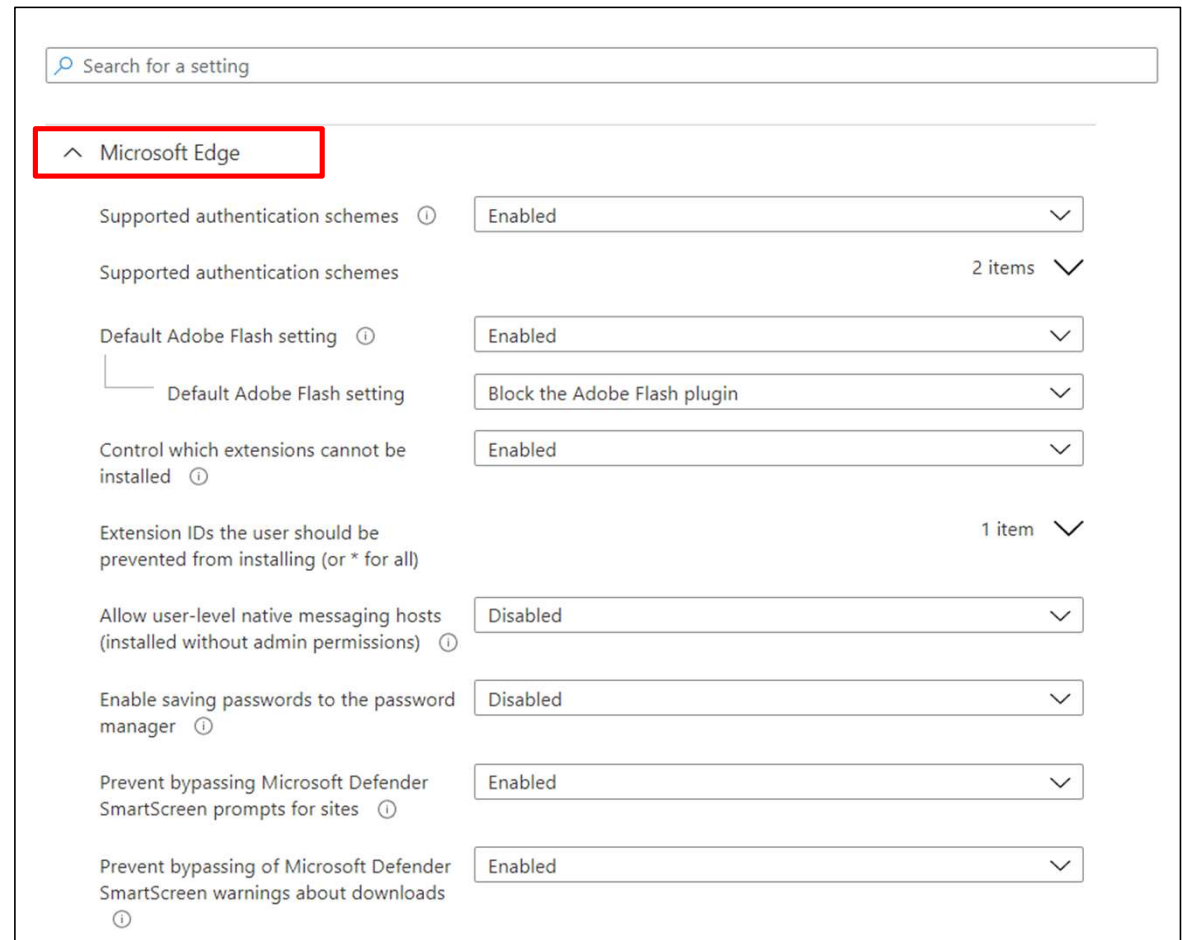 Search for a setting
Microsoft Edge
Supported authentication schemes
Enabled
Supported authentication schemes
2 items
Default Adobe Flash setting
Enabled
Default Adobe Flash setting
Block the Adobe Flash plugin
Control which extensions cannot be
installed
Enabled
Extension IDs the user should be
prevented from installing (or * for all)
1 item
Allow user-level native messaging hosts
(installed without admin permissions)
Disabled
Enable saving passwords to the password
manager
Disabled
Prevent bypassing Microsoft Defender
SmartScreen prompts for sites
Enabled
Prevent bypassing of Microsoft Defender
SmartScreen warnings about downloads
Enabled